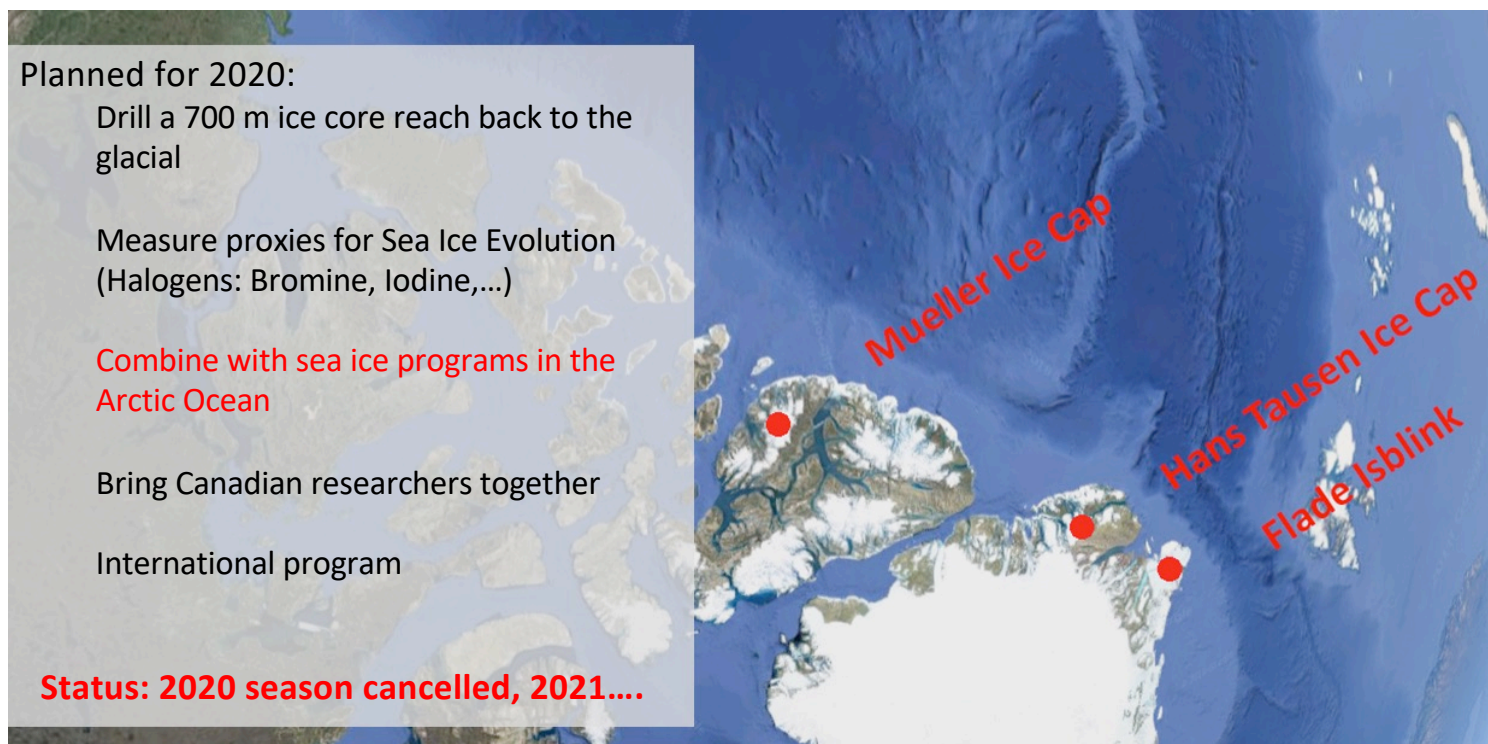 Planned for 2020:
Drill a 700 m ice core reach back to the
glacial
Measure proxies for Sea Ice Evolution
(Halogens: Bromine, Iodine,...)
Combine with sea ice programs in the
Arctic Ocean
Bring Canadian researchers together
International program
Status: 2020 season cancelled, 2021....
Mueller Ice Cap
Hans Tausen Ice Cap
Flade Isblink